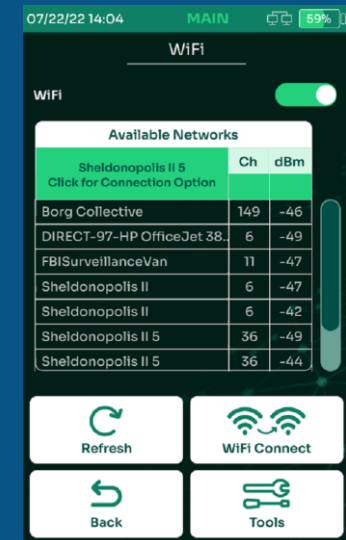 07/22/22 14:04 MAIN 59%
WiFi
WiFi
Available Networks
Sheldonopolis II 5 Ch dBm
Click for Connection Option
Borg Collective 149 -46
DIRECT-97-HP OfficeJet 38.. 6 -49
FBISurveillanceVan 11 -47
Sheldonopolis II 6 -47
Sheldonopolis II 6 -42
Sheldonopolis II 5 36 -49
Sheldonopolis II 5 36 -44
Refresh WiFi Connect
Back Tools